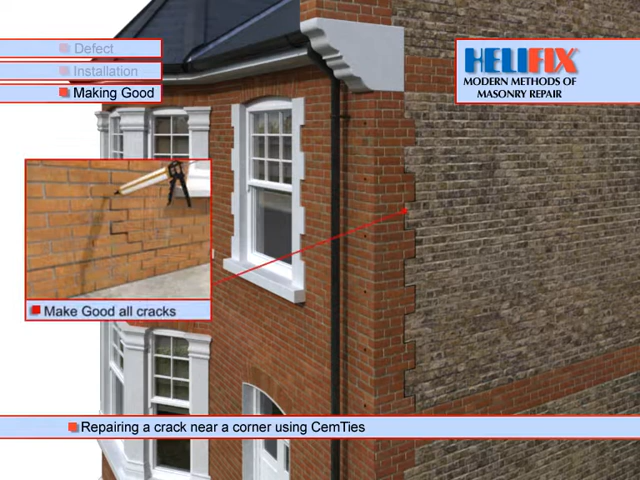 Defect
Installation
Making Good
HELIFIX
MODERN METHODS OF
MASONRY REPAIR
Make Good all cracks
Repairing a crack near a corner using CemTies